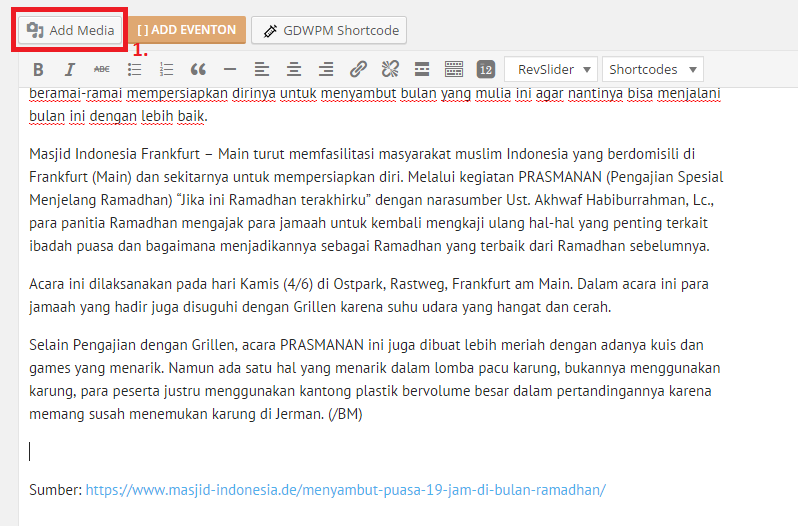 Add Media [ ] ADD EVENTON GDWPM Shortcode
1.
B I ABC 12 RevSlider Shortcodes
beramai-ramai mempersiapkan dirinya untuk menyambut bulan yang mulia ini agar nantinya bisa menjalani
bulan ini dengan lebih baik.
Masjid Indonesia Frankfurt – Main turut memfasilitasi masyarakat muslim Indonesia yang berdomisili di
Frankfurt (Main) dan sekitarnya untuk mempersiapkan diri. Melalui kegiatan PRASMANAN (Pengajian Spesial
Menjelang Ramadhan) “Jika ini Ramadhan terakhirku” dengan narasumber Ust. Akhwaf Habiburrahman, Lc.,
para panitia Ramadhan mengajak para jamaah untuk kembali mengkaji ulang hal-hal yang penting terkait
ibadah puasa dan bagaimana menjadikannya sebagai Ramadhan yang terbaik dari Ramadhan sebelumnya.
Acara ini dilaksanakan pada hari Kamis (4/6) di Ostpark, Rastweg, Frankfurt am Main. Dalam acara ini para
jamaah yang hadir juga disuguhi dengan Grillen karena suhu udara yang hangat dan cerah.
Selain Pengajian dengan Grillen, acara PRASMANAN ini juga dibuat lebih meriah dengan adanya kuis dan
games yang menarik. Namun ada satu hal yang menarik dalam lomba pacu karung, bukannya menggunakan
karung, para peserta justru menggunakan kantong plastik bervolume besar dalam pertandingannya karena
memang susah menemukan karung di Jerman. (/BM)
Sumber: https://www.masjid-indonesia.de/menyambut-puasa-19-jam-di-bulan-ramadhan/